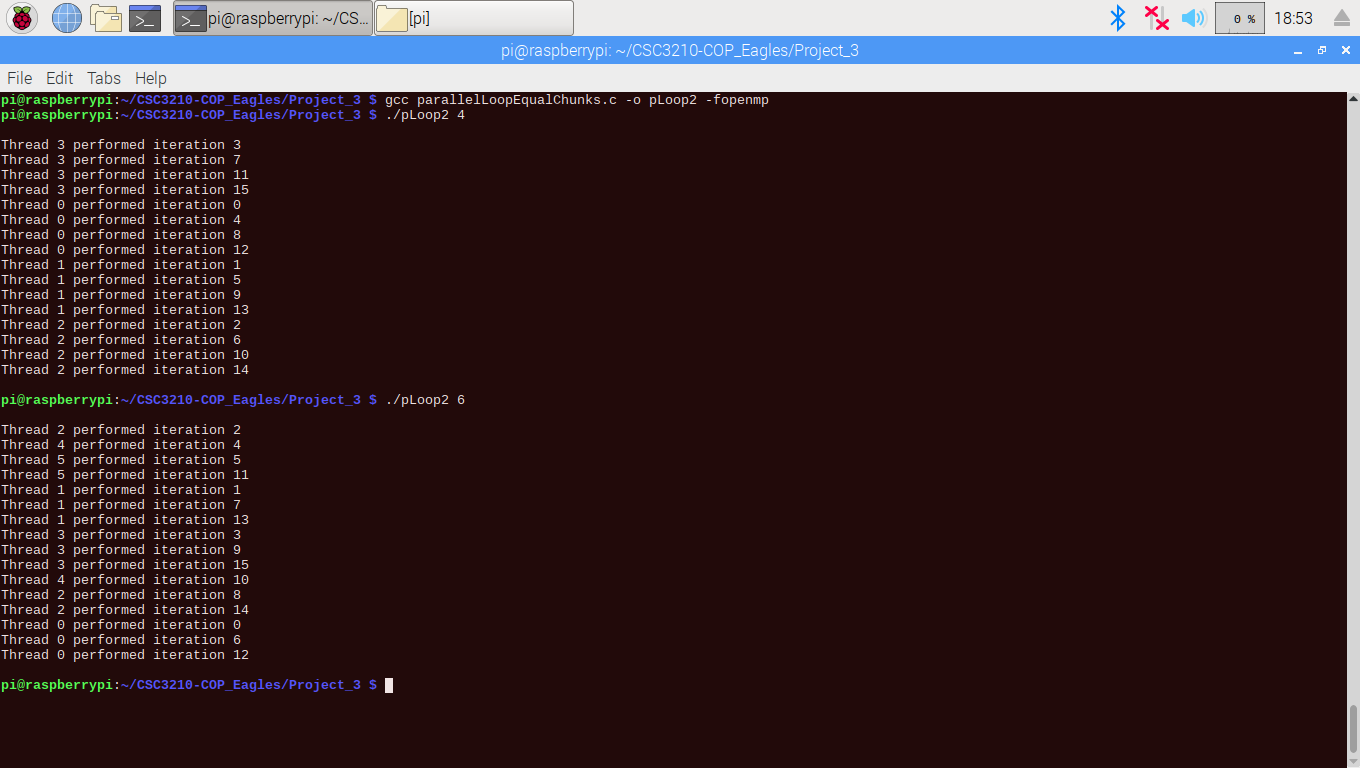 pi@raspberrypi: ~/CS... [pi] 0 % 18:53
pi@raspberrypi: ~/CSC3210-COP_Eagles/Project_3
File Edit Tabs Help
pi@raspberrypi:~/CSC3210-COP_Eagles/Project_3 $ gcc parallelLoopEqualChunks.c -o pLoop2 -fopenmp
pi@raspberrypi:~/CSC3210-COP_Eagles/Project_3 $ ./pLoop2 4
Thread 3 performed iteration 3
Thread 3 performed iteration 7
Thread 3 performed iteration 11
Thread 3 performed iteration 15
Thread 0 performed iteration 0
Thread 0 performed iteration 4
Thread 0 performed iteration 8
Thread 0 performed iteration 12
Thread 1 performed iteration 1
Thread 1 performed iteration 5
Thread 1 performed iteration 9
Thread 1 performed iteration 13
Thread 2 performed iteration 2
Thread 2 performed iteration 6
Thread 2 performed iteration 10
Thread 2 performed iteration 14
pi@raspberrypi:~/CSC3210-COP_Eagles/Project_3 $ ./pLoop2 6
Thread 2 performed iteration 2
Thread 4 performed iteration 4
Thread 5 performed iteration 5
Thread 5 performed iteration 11
Thread 1 performed iteration 1
Thread 1 performed iteration 7
Thread 1 performed iteration 13
Thread 3 performed iteration 3
Thread 3 performed iteration 9
Thread 3 performed iteration 15
Thread 4 performed iteration 10
Thread 2 performed iteration 8
Thread 2 performed iteration 14
Thread 0 performed iteration 0
Thread 0 performed iteration 6
Thread 0 performed iteration 12
pi@raspberrypi:~/CSC3210-COP_Eagles/Project_3 $